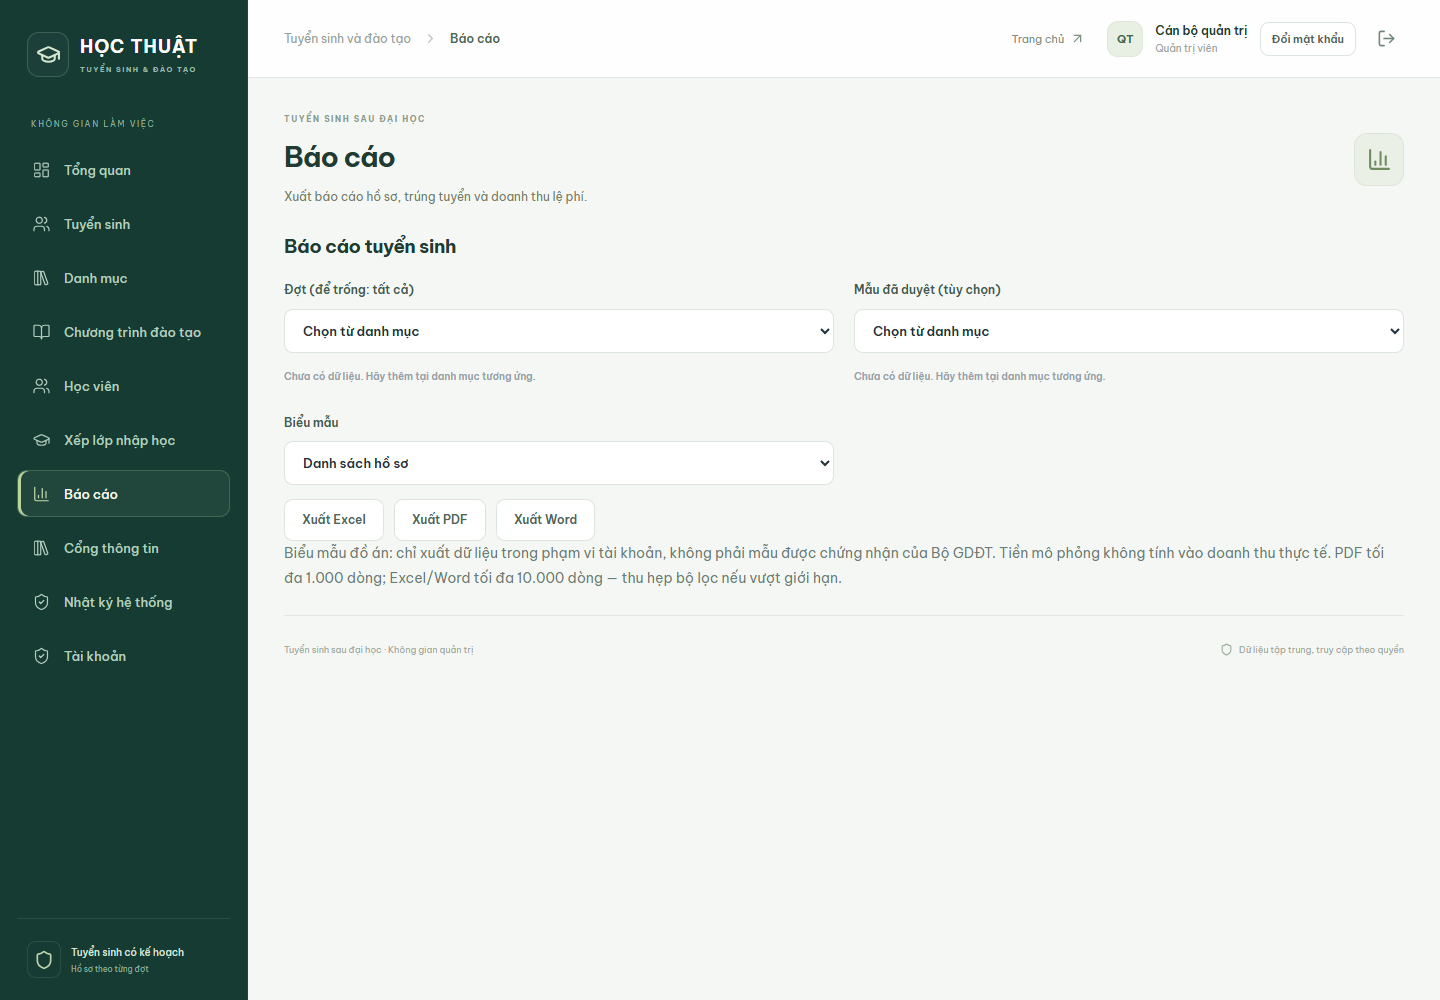 HỌC THUẬT
TUYỂN SINH & ĐÀO TẠO
KHÔNG GIAN LÀM VIỆC
Tổng quan
Tuyển sinh
Danh mục
Chương trình đào tạo
Học viên
Xếp lớp nhập học
Báo cáo
Cổng thông tin
Nhật ký hệ thống
Tài khoản
Tuyển sinh có kế hoạch
Hồ sơ theo từng đợt
Tuyển sinh và đào tạo
Báo cáo
Trang chủ
QT
Cán bộ quản trị
Quản trị viên
Đổi mật khẩu
TUYỂN SINH SAU ĐẠI HỌC
Báo cáo
Xuất báo cáo hồ sơ, trúng tuyển và doanh thu lệ phí.
Báo cáo tuyển sinh
Đợt (để trống: tất cả)
Chọn từ danh mục
Chưa có dữ liệu. Hãy thêm tại danh mục tương ứng.
Mẫu đã duyệt (tùy chọn)
Chọn từ danh mục
Chưa có dữ liệu. Hãy thêm tại danh mục tương ứng.
Biểu mẫu
Danh sách hồ sơ
Xuất Excel
Xuất PDF
Xuất Word
Biểu mẫu đồ án: chỉ xuất dữ liệu trong phạm vi tài khoản, không phải mẫu được chứng nhận của Bộ GDĐT. Tiền mô phỏng không tính vào doanh thu thực tế. PDF tối
đa 1.000 dòng; Excel/Word tối đa 10.000 dòng — thu hẹp bộ lọc nếu vượt giới hạn.
Tuyển sinh sau đại học · Không gian quản trị
Dữ liệu tập trung, truy cập theo quyền